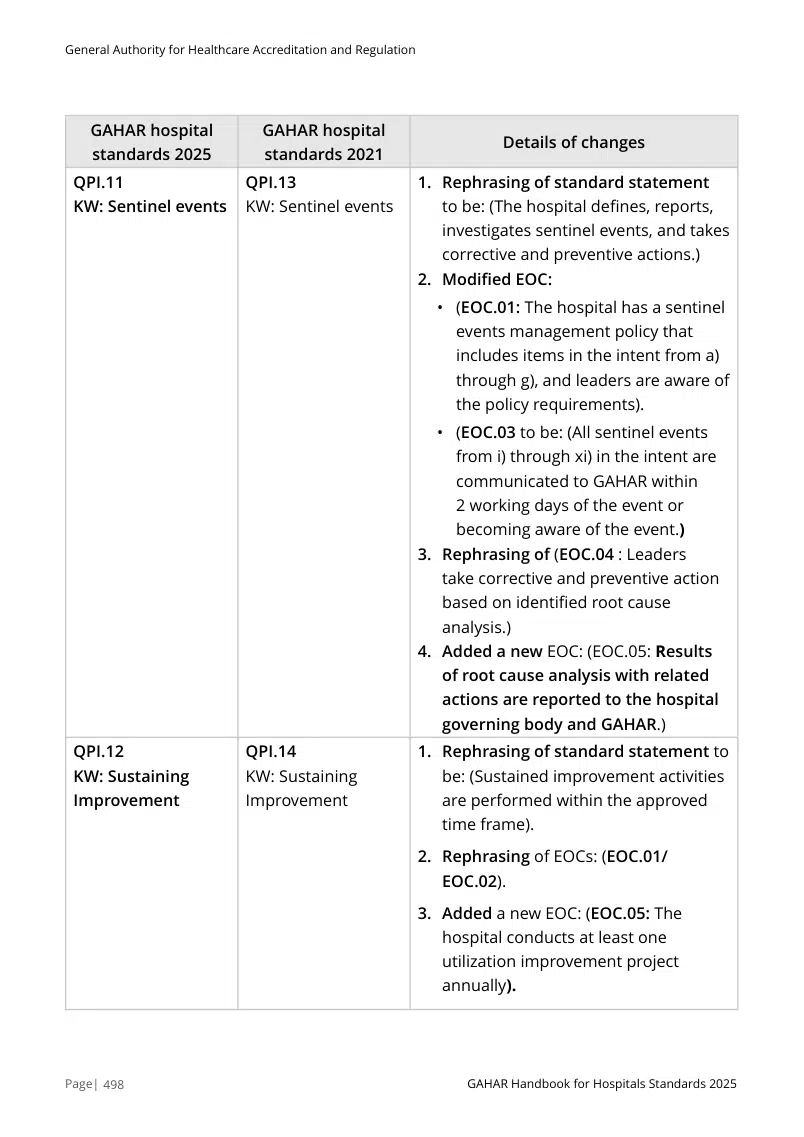 General Authority for Healthcare Accreditation and Regulation
GAHAR hospital
standards 2025
GAHAR hospital
standards 2021
Details of changes
QPI.11
KW: Sentinel events
QPI.13
KW: Sentinel events
1. Rephrasing of standard statement
to be: (The hospital defines, reports,
investigates sentinel events, and takes
corrective and preventive actions.)
2. Modified EOC:
• (EOC.01: The hospital has a sentinel
events management policy that
includes items in the intent from a)
through g), and leaders are aware of
the policy requirements).
• (EOC.03 to be: (All sentinel events
from i) through xi) in the intent are
communicated to GAHAR within
2 working days of the event or
becoming aware of the event.)
3. Rephrasing of (EOC.04 : Leaders
take corrective and preventive action
based on identified root cause
analysis.)
4. Added a new EOC: (EOC.05: Results
of root cause analysis with related
actions are reported to the hospital
governing body and GAHAR.)
QPI.12
KW: Sustaining
Improvement
QPI.14
KW: Sustaining
Improvement
1. Rephrasing of standard statement to
be: (Sustained improvement activities
are performed within the approved
time frame).
2. Rephrasing of EOCs: (EOC.01/
EOC.02).
3. Added a new EOC: (EOC.05: The
hospital conducts at least one
utilization improvement project
annually).
Page| 498
GAHAR Handbook for Hospitals Standards 2025